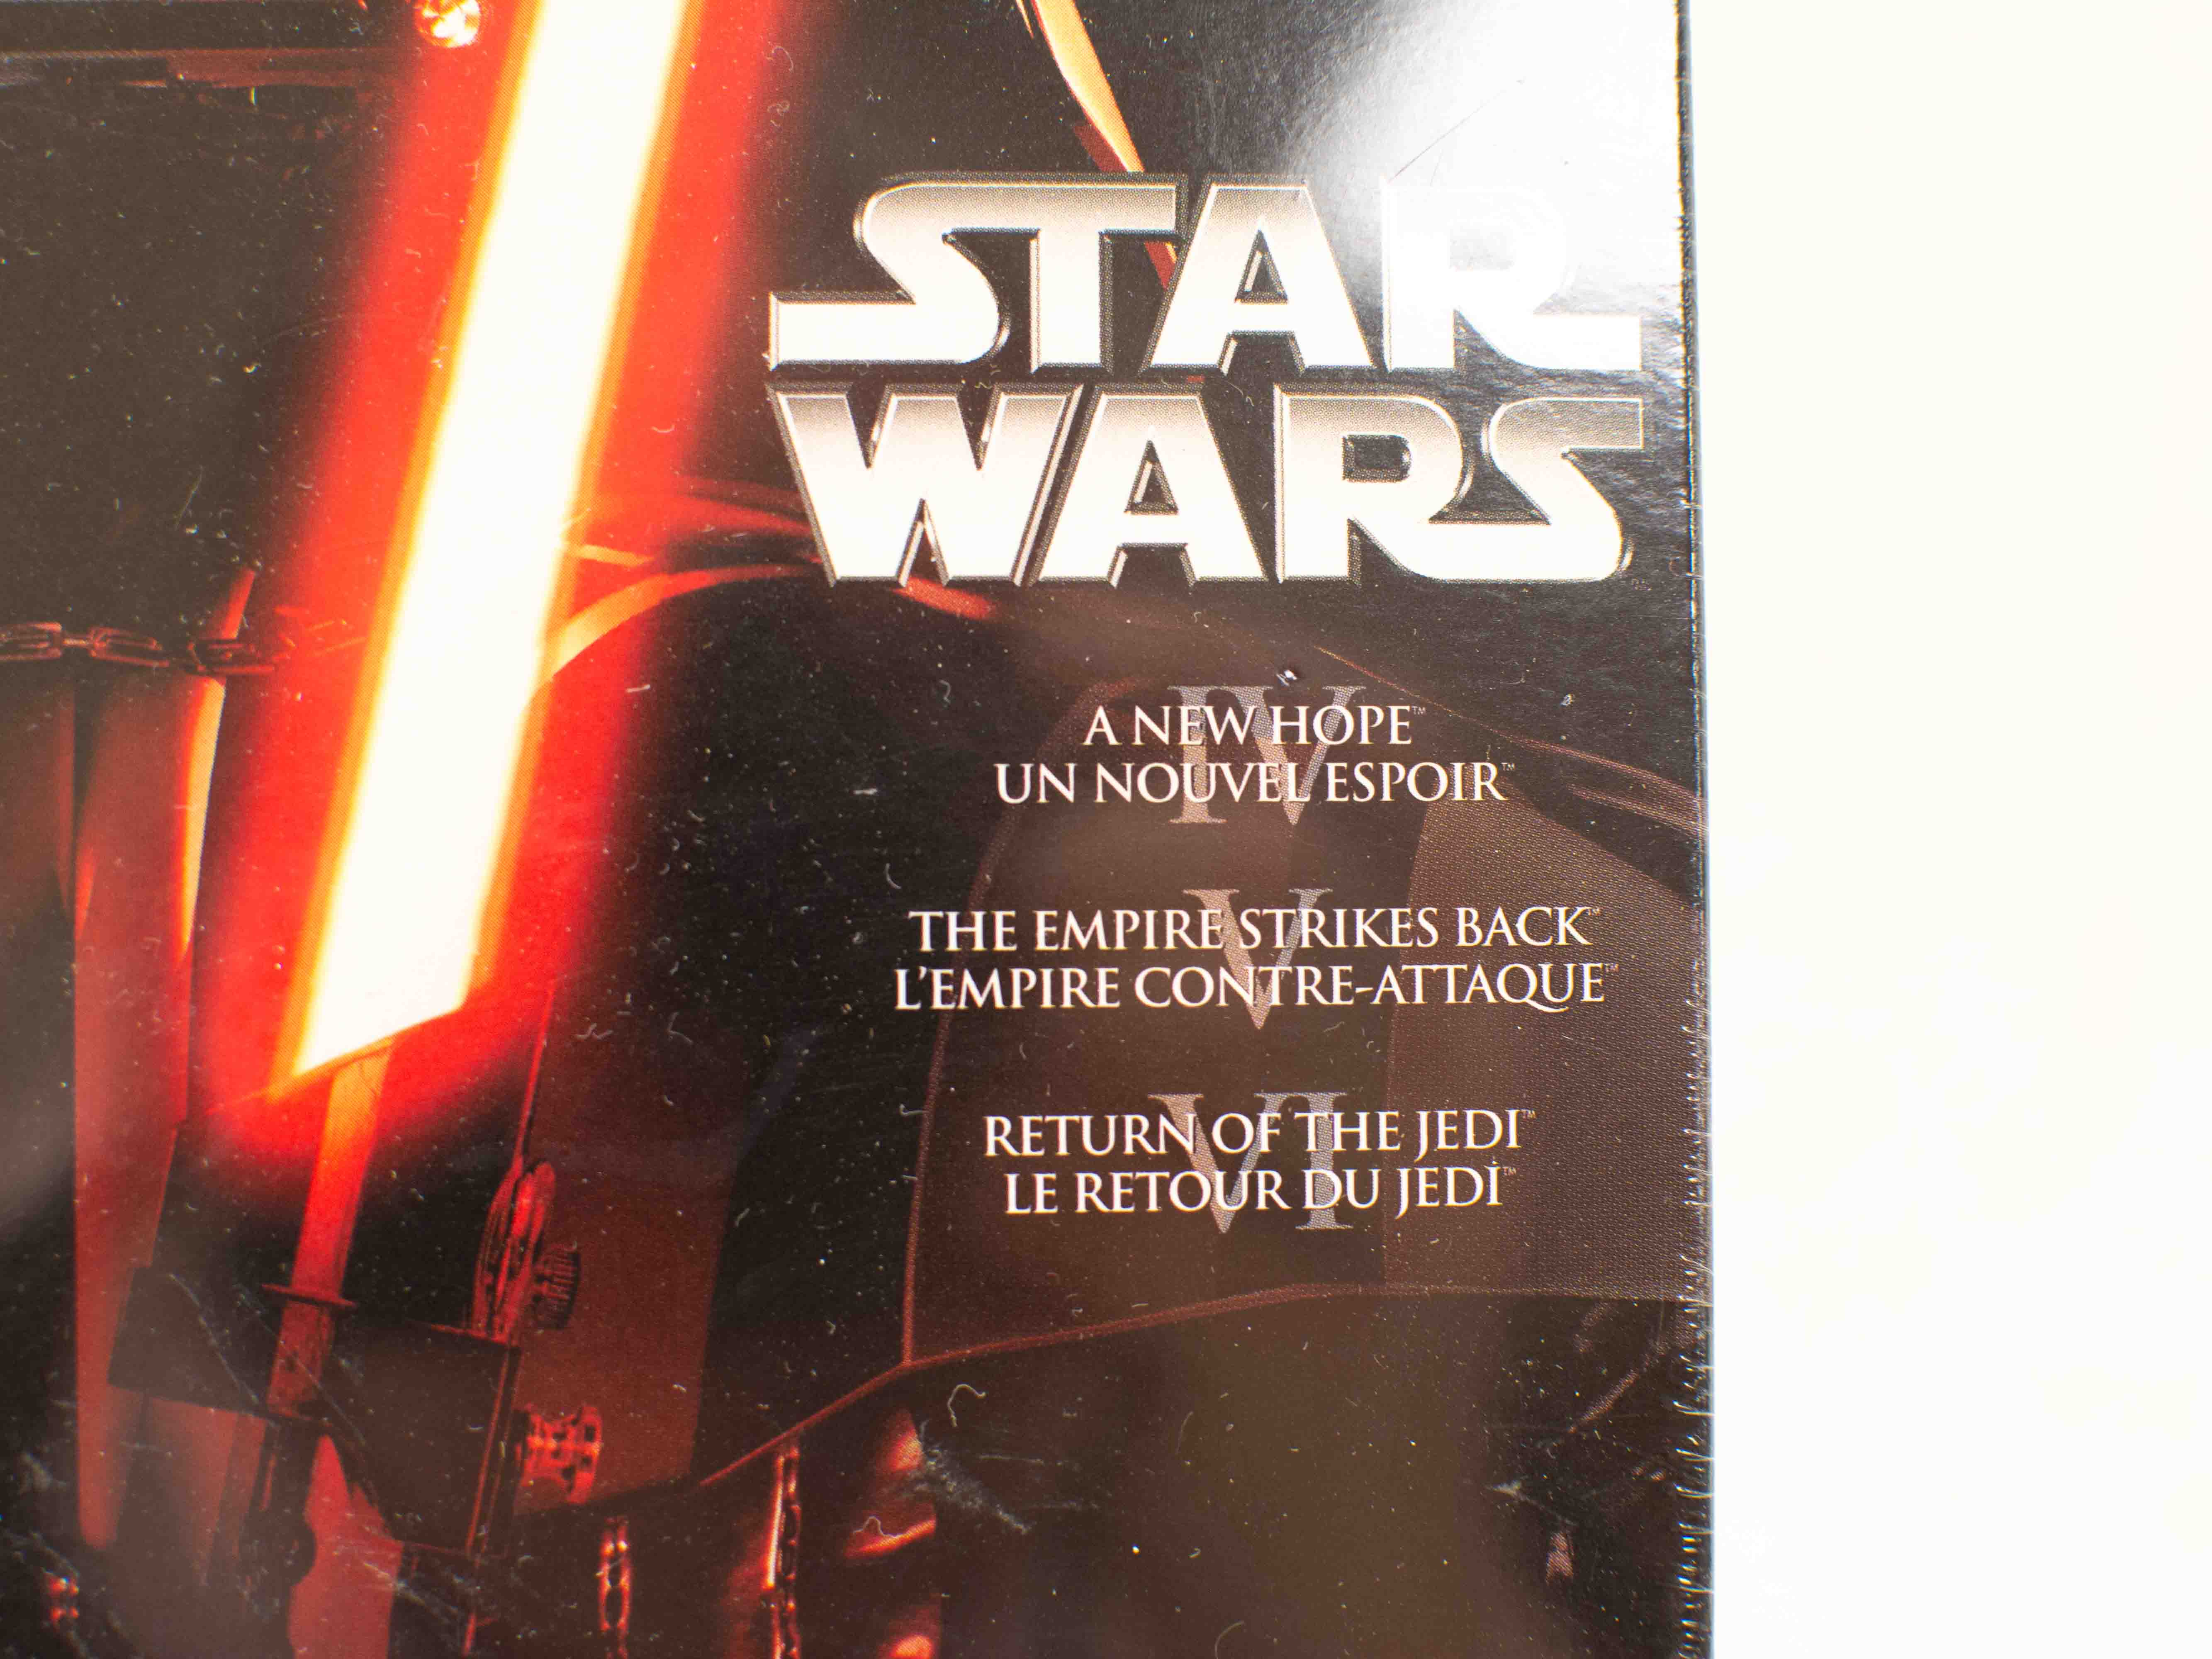 STAR
WARS
IV
A NEW HOPE™
UN NOUVEL ESPOIR™
V
THE EMPIRE STRIKES BACK™
L'EMPIRE CONTRE-ATTAQUE™
VI
RETURN OF THE JEDI™
LE RETOUR DU JEDI™